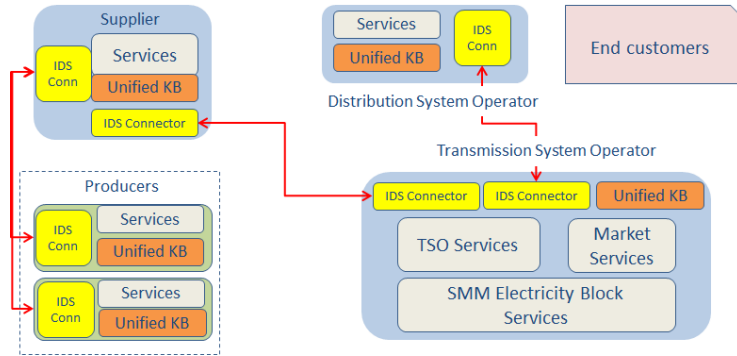 Supplier
IDS
Conn
Services
Unified KB
IDS Connector
Services
Unified KB
IDS
Conn
Distribution System Operator
End customers
Transmission System Operator
IDS Connector
IDS Connector
Unified KB
TSO Services
Market
Services
SMM Electricity Block
Services
Producers
IDS
Conn
Services
Unified KB
IDS
Conn
Services
Unified KB